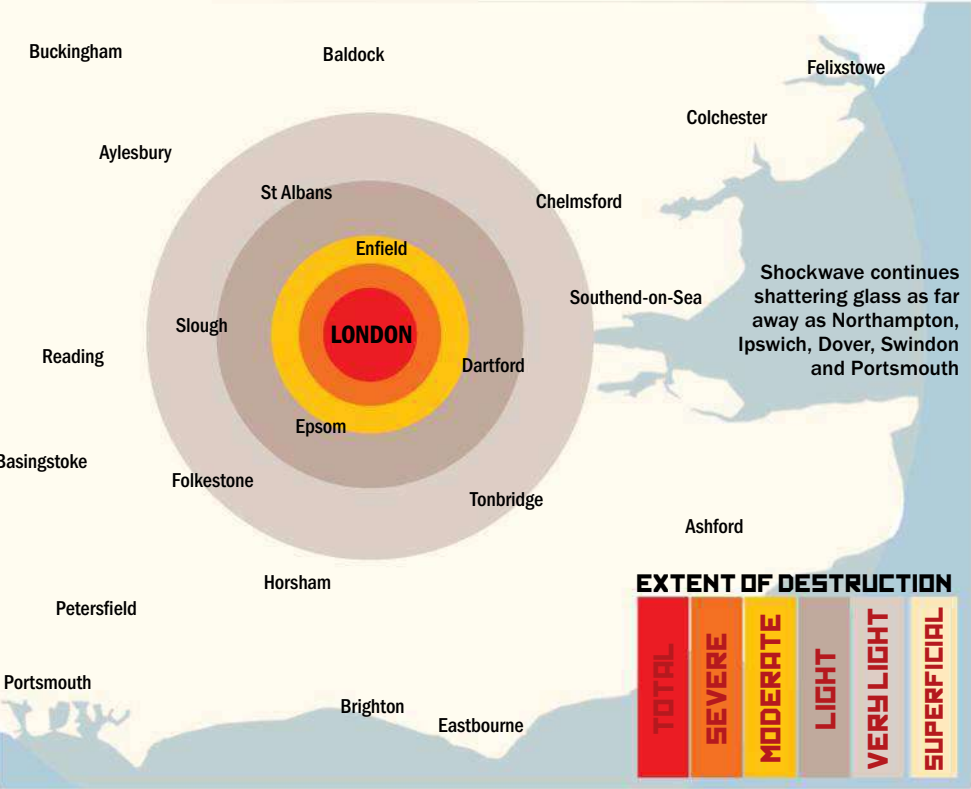 Buckingham
Baldock
Felixstowe
Colchester
Aylesbury
St Albans
Chelmsford
Enfield
Shockwave continues
shattering glass as far
away as Northampton,
Ipswich, Dover, Swindon
and Portsmouth
Southend-on-Sea
Slough
LONDON
Reading
Dartford
Epsom
Basingstoke
Folkestone
Tonbridge
Ashford
Horsham
Petersfield
Portsmouth
Brighton
Eastbourne
EXTENT OF DESTRUCTION
TOTAL
SEVERE
MODERATE
LIGHT
VERY LIGHT
SUPERFICIAL